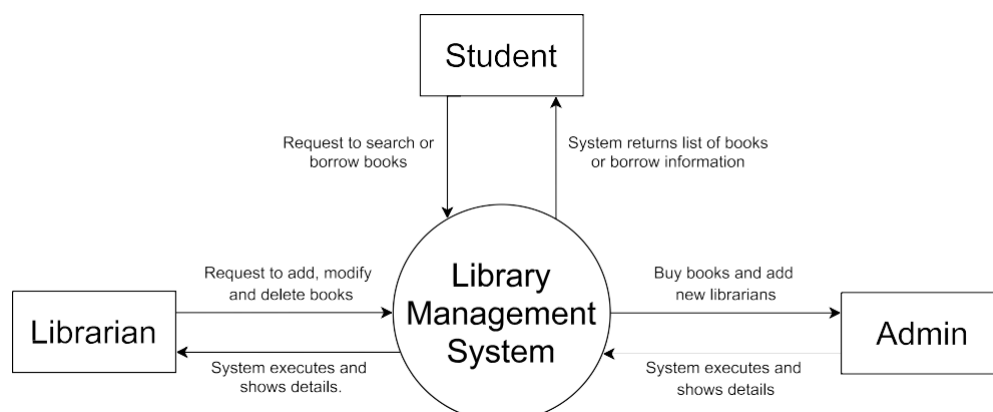 Student
Request to search or
borrow books
System returns list of books
or borrow information
Request to add, modify
and delete books
Library
Management
System
Buy books and add
new librarians
Librarian
Admin
System executes and
shows details.
System executes and
shows details